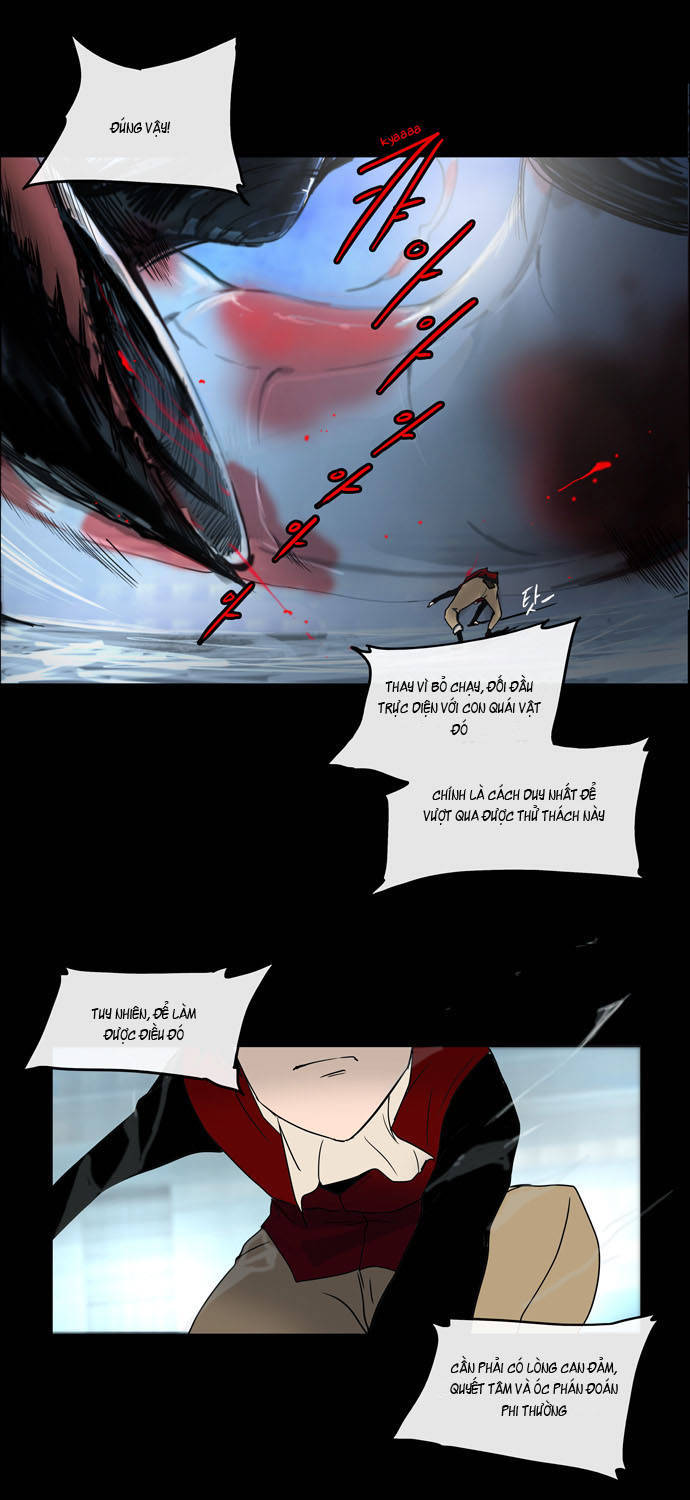 ĐÚNG VẬY!
kyaaaa
꺄
아
아
아
아
아
아
탁
THAY VÌ BỎ CHẠY, ĐỐI ĐẦU
TRỰC DIỆN VỚI CON QUÁI VẬT
ĐÓ
CHÍNH LÀ CÁCH DUY NHẤT ĐỂ
VƯỢT QUA ĐƯỢC THỬ THÁCH NÀY
TUY NHIÊN, ĐỂ LÀM
ĐƯỢC ĐIỀU ĐÓ
CẦN PHẢI CÓ LÒNG CAN ĐẢM,
QUYẾT TÂM VÀ ÓC PHÁN ĐOÁN
PHI THƯỜNG